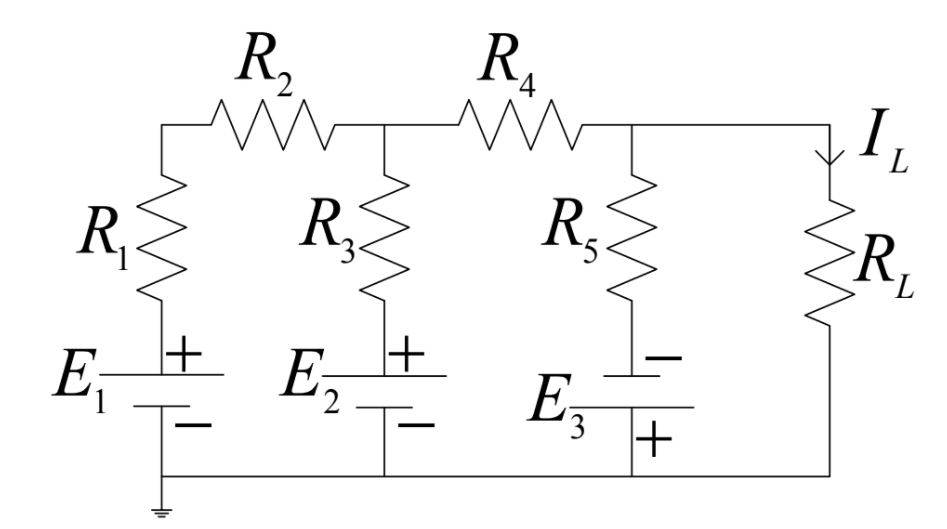 R2 R4
IL
R1 R3 R5 RL
+ + −
E1 E2 E3
− − +